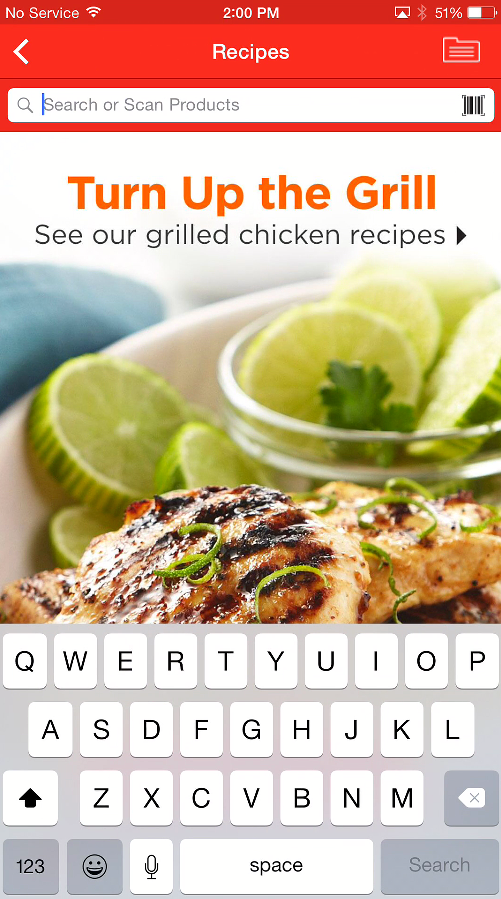 No Service 2:00 PM 51%
Recipes
Search or Scan Products
Turn Up the Grill
See our grilled chicken recipes
Q W E R T Y U I O P
A S D F G H J K L
Z X C V B N M
123 space Search